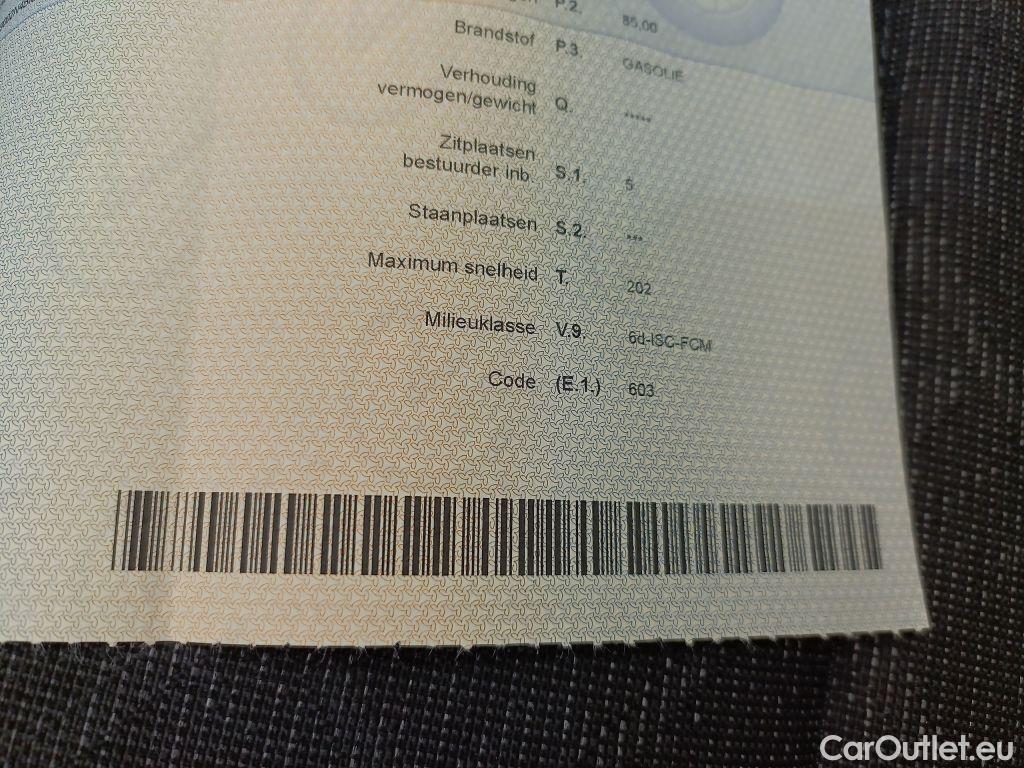 P.2. 85,00
Brandstof P.3. GASOLIE
Verhouding
vermogen/gewicht Q. *****
Zitplaatsen
bestuurder inb. S.1. 5
Staanplaatsen S.2. ***
Maximum snelheid T. 202
Milieuklasse V.9. 6d-ISC-FCM
Code (E.1.) 603
CarOutlet.eu